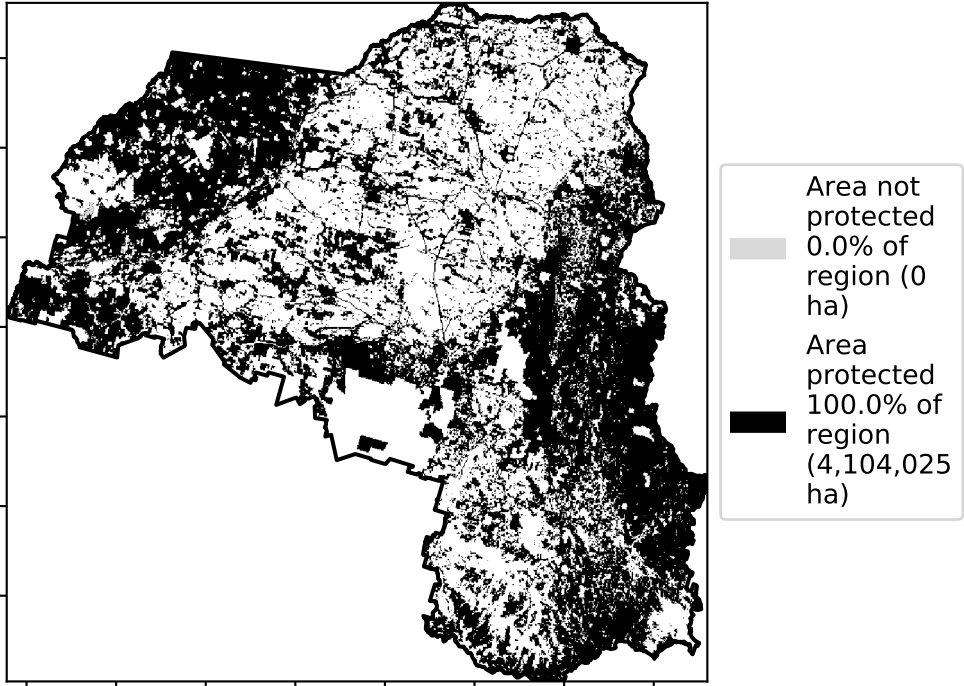 Area not
protected
0.0% of
region (0
ha)
Area
protected
100.0% of
region
(4,104,025
ha)